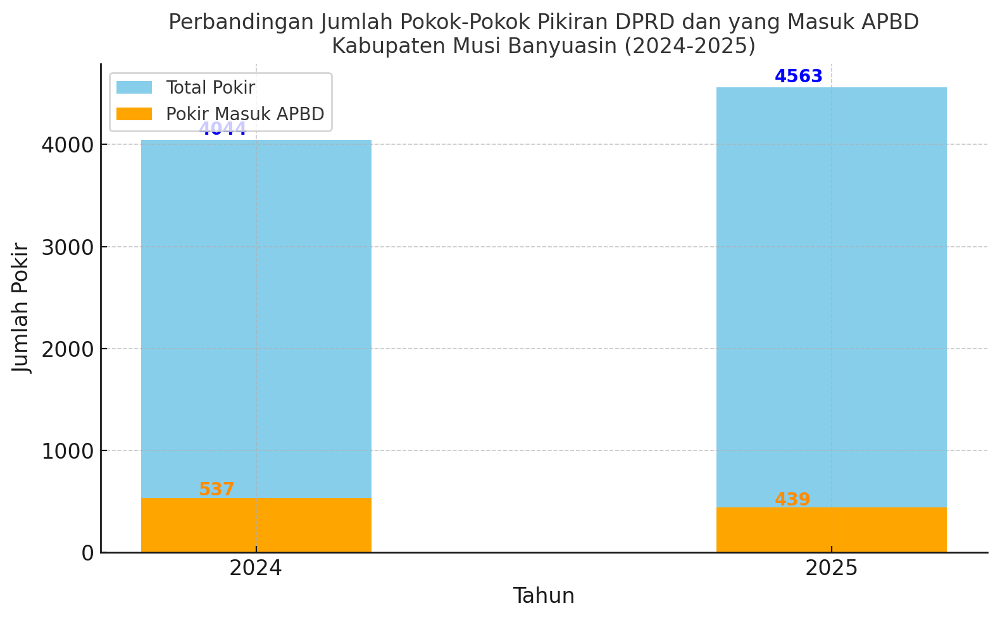 Perbandingan Jumlah Pokok-Pokok Pikiran DPRD dan yang Masuk APBD
Kabupaten Musi Banyuasin (2024-2025)
Total Pokir
Pokir Masuk APBD
4044
4563
537
439
Jumlah Pokir
4000
3000
2000
1000
0
2024
2025
Tahun